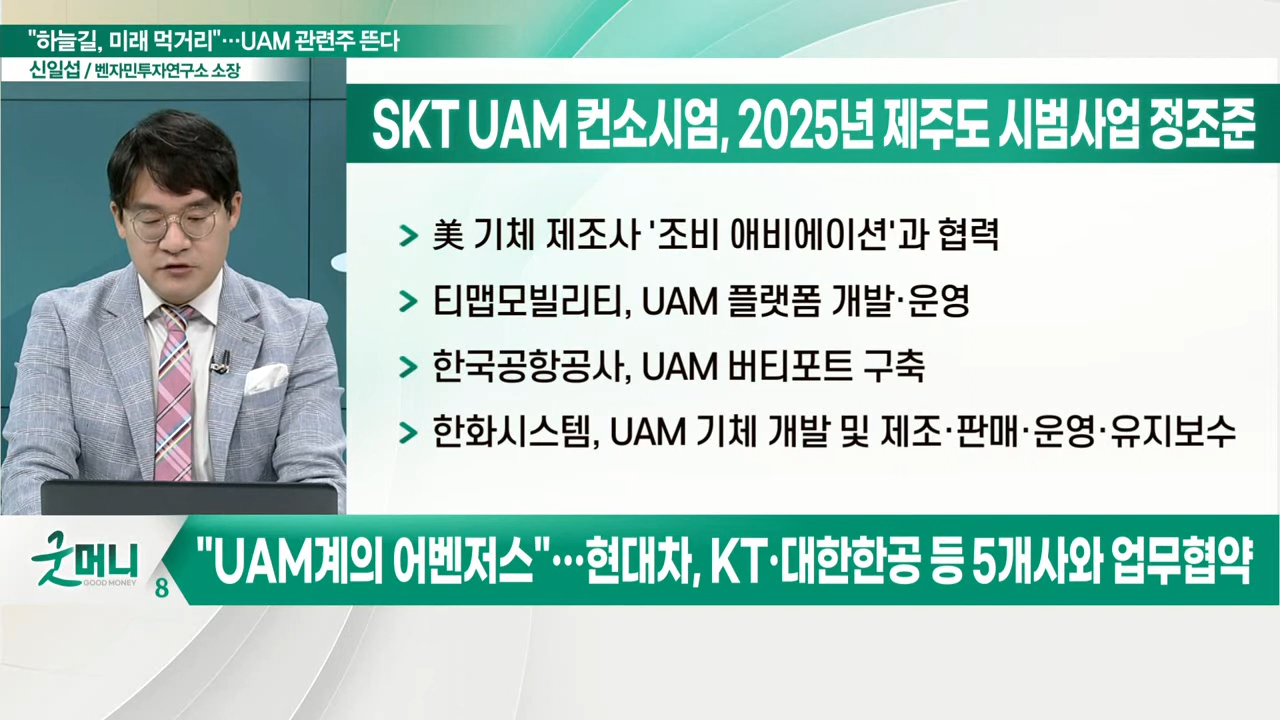 "하늘길, 미래 먹거리"…UAM 관련주 뜬다
신일섭 / 벤자민투자연구소 소장
SKT UAM 컨소시엄, 2025년 제주도 시범사업 정조준
> 美 기체 제조사 '조비 애비에이션'과 협력
> 티맵모빌리티, UAM 플랫폼 개발·운영
> 한국공항공사, UAM 버티포트 구축
> 한화시스템, UAM 기체 개발 및 제조·판매·운영·유지보수
굿머니
GOOD MONEY
8
"UAM계의 어벤저스"…현대차, KT·대한한공 등 5개사와 업무협약